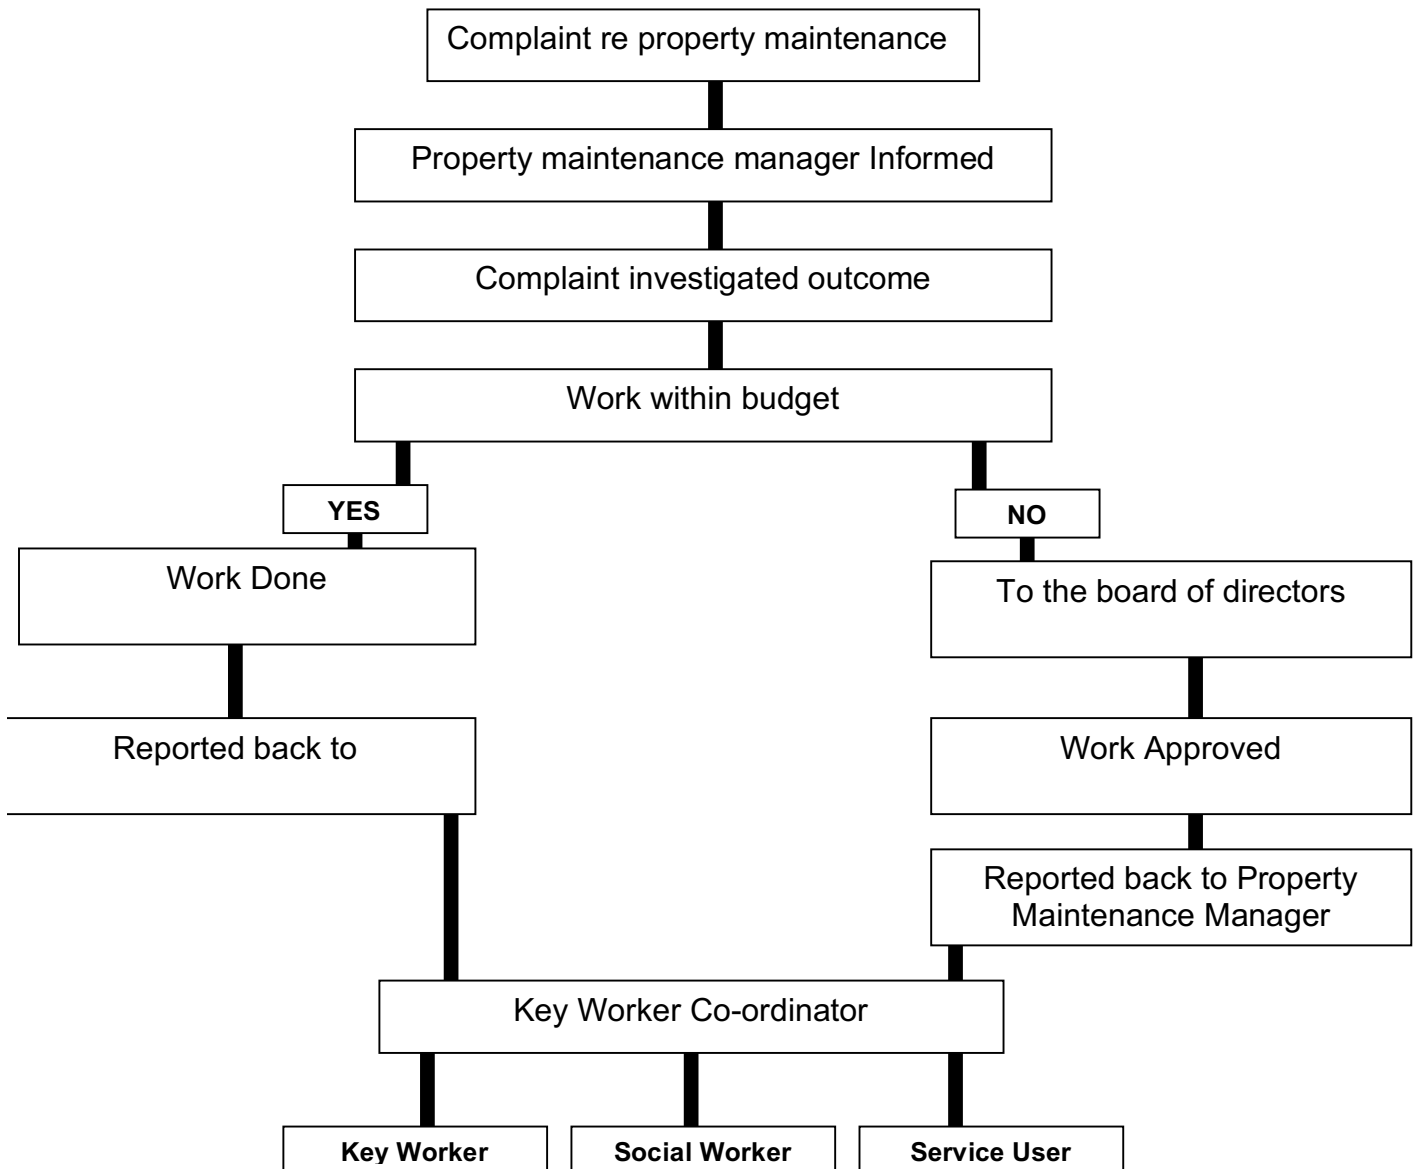 Complaint re property maintenance
Property maintenance manager Informed
Complaint investigated outcome
Work within budget
YES
NO
Work Done
To the board of directors
Reported back to
Work Approved
Reported back to Property
Maintenance Manager
Key Worker Co-ordinator
Key Worker
Social Worker
Service User